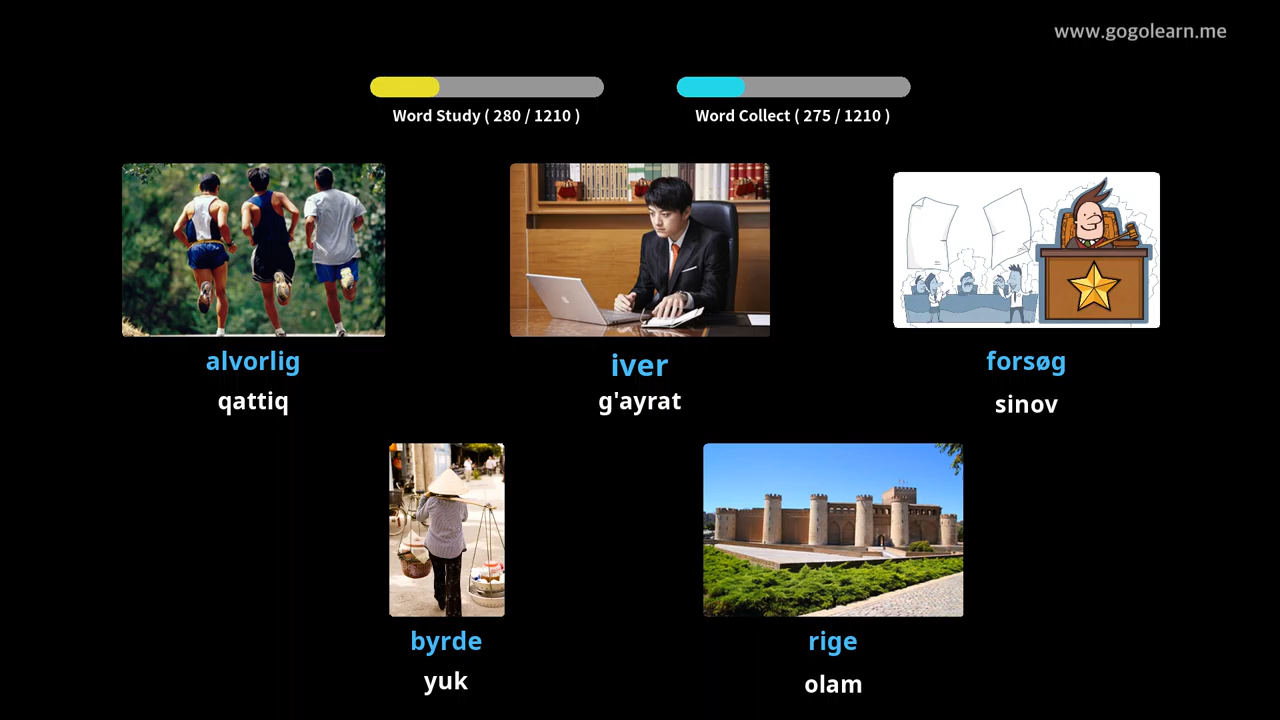 www.gogolearn.me
Word Study ( 280 / 1210 )
Word Collect ( 275 / 1210 )
alvorlig
qattiq
iver
g'ayrat
forsøg
sinov
byrde
yuk
rige
olam